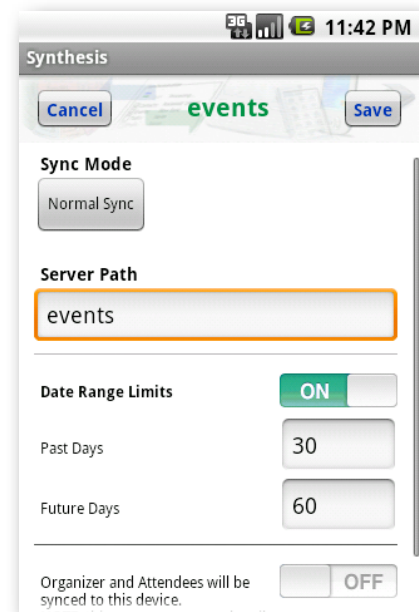 3G 11:42 PM
Synthesis
Cancel events Save
Sync Mode
Normal Sync
Server Path
events
Date Range Limits ON
Past Days 30
Future Days 60
Organizer and Attendees will be OFF
synced to this device.